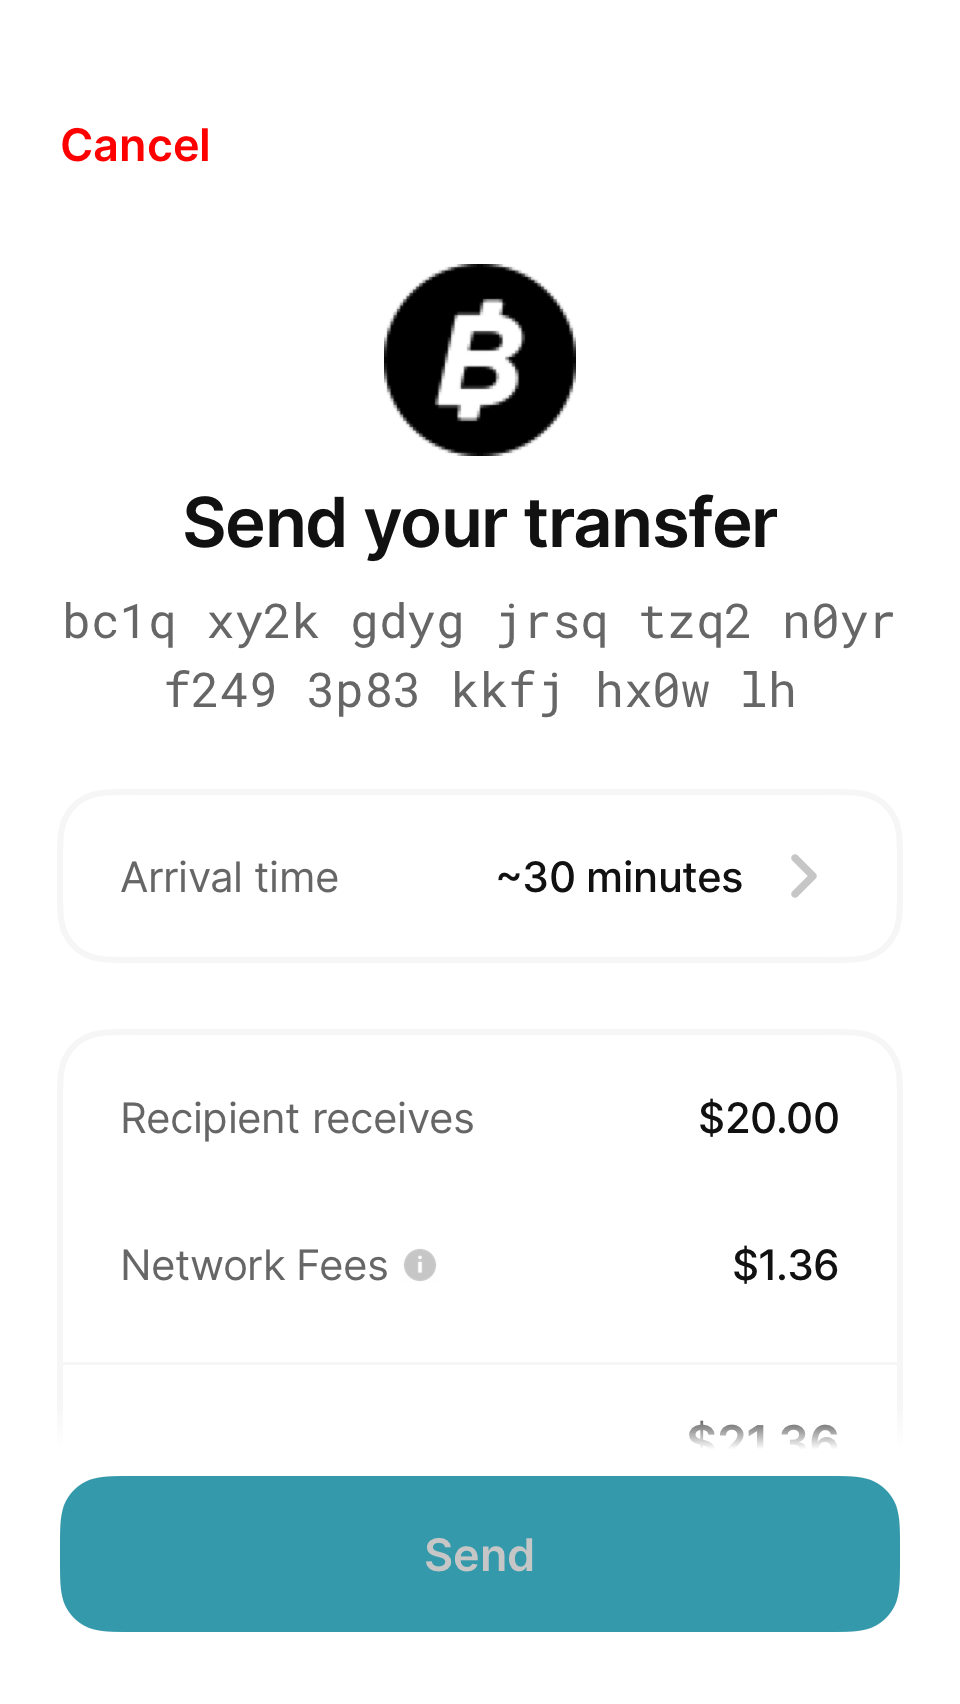 Cancel
Send your transfer
bc1q xy2k gdyg jrsq tzq2 n0yr
f249 3p83 kkfj hx0w lh
Arrival time ~30 minutes
Recipient receives $20.00
Network Fees $1.36
$21.36
Send